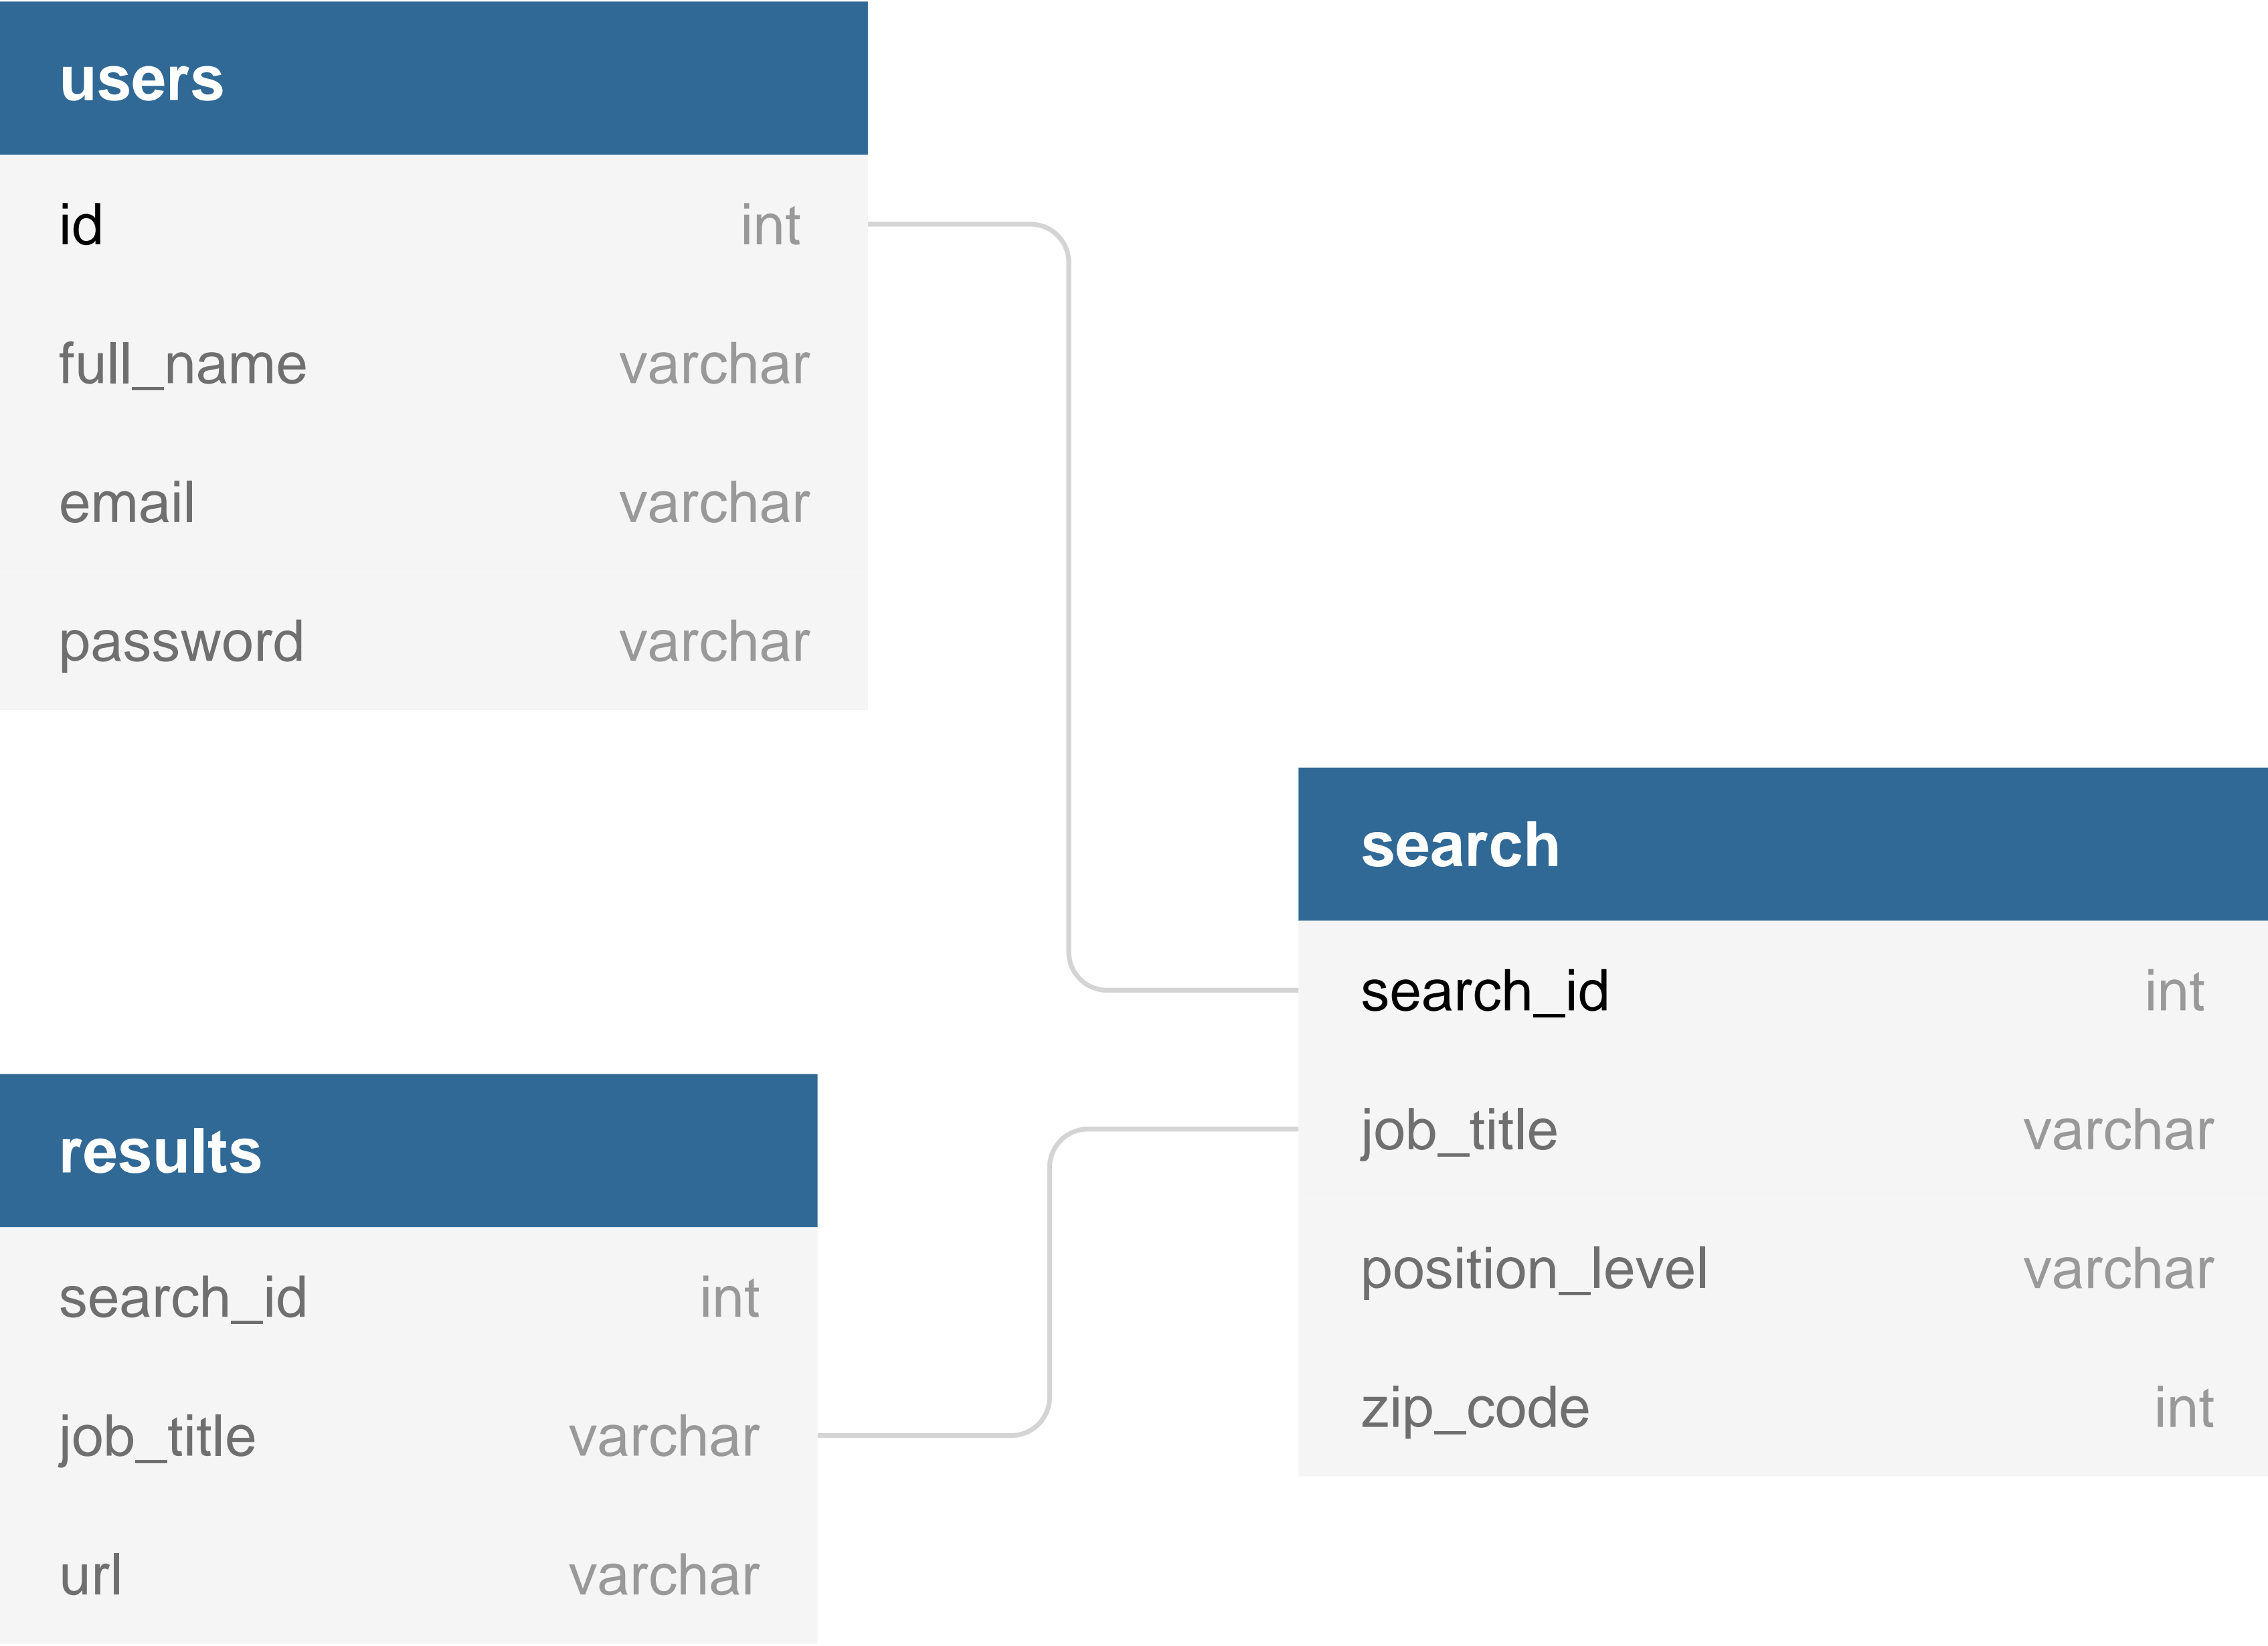 users
id int
full_name varchar
email varchar
password varchar
search
search_id int
job_title varchar
position_level varchar
zip_code int
results
search_id int
job_title varchar
url varchar